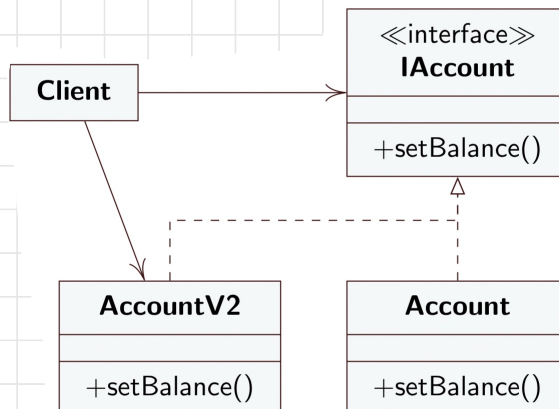 ≪interface≫
IAccount
+setBalance()
Client
AccountV2
+setBalance()
Account
+setBalance()